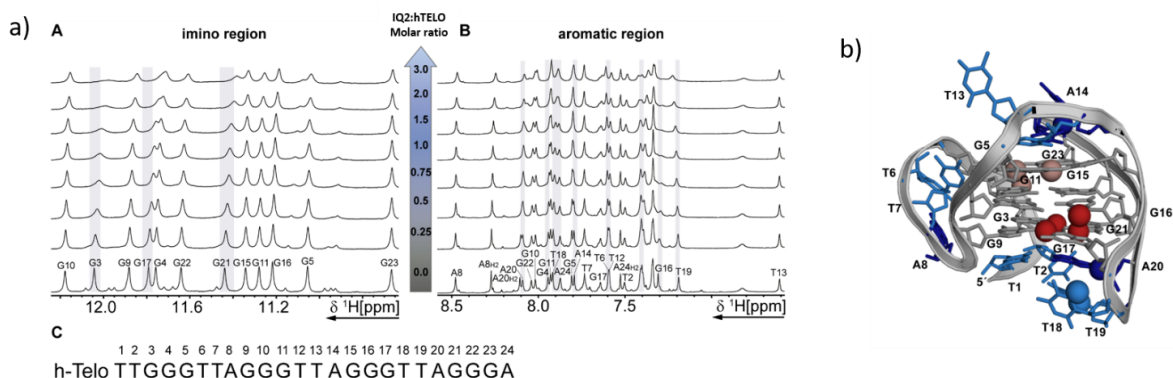 a)
A
imino region
IQ2:hTELO
Molar ratio
B
aromatic region
b)
3.0
2.0
1.5
1.0
0.75
0.5
0.25
0.0
G10 G3 G9 G17 G4 G22 G21 G15 G11 G16 G5 G23
12.0 11.6 11.2 δ ¹H[ppm]
A8 A8H2 A20 A20H2 G22 G10 G4 G11 T18 A24 G5 A14 T7 T6 G17 T12 T2 A24H2 G16 T19 T13
8.5 8.0 7.5 δ ¹H[ppm]
T13 A14
G5 G23
T6 G11 G15
T7
G3 G16
G9 G21
A8 G17
T2 A20
5' T1
T18 T19
C
1 2 3 4 5 6 7 8 9 10 11 12 13 14 15 16 17 18 19 20 21 22 23 24
h-Telo TTGGGTTAGGGTTAGGGTTAGGGA